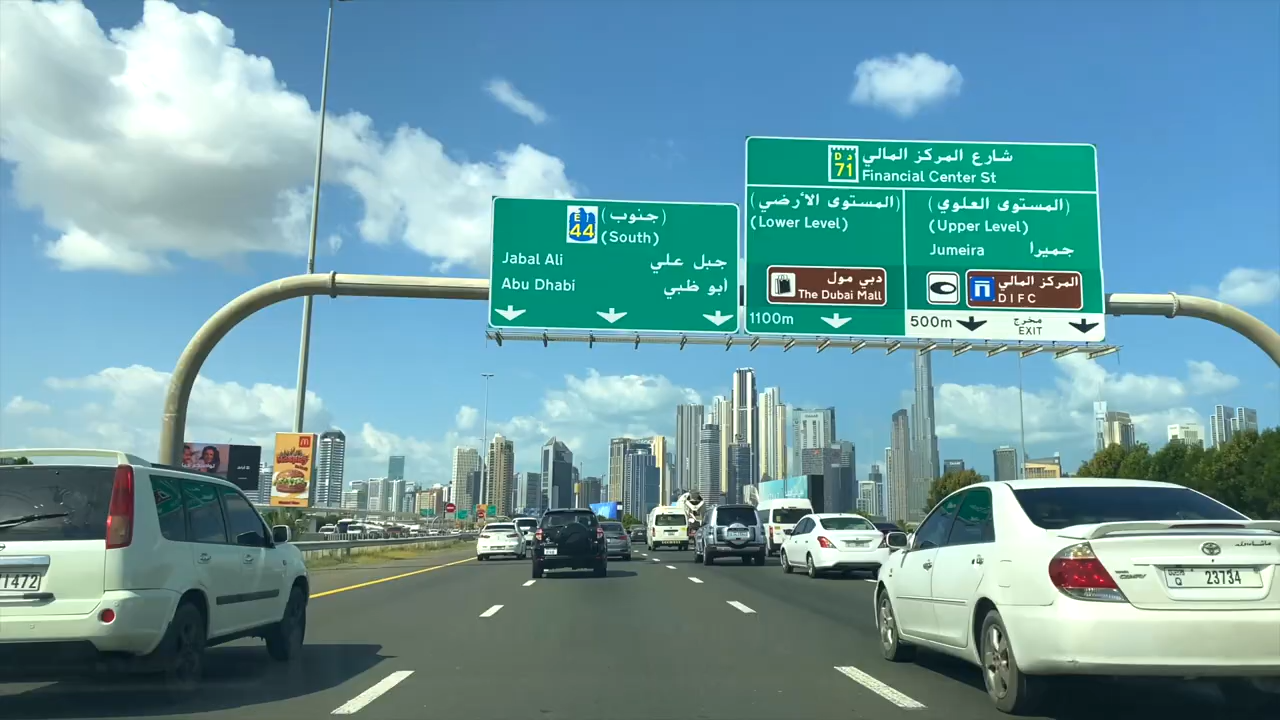 شارع المركز المالي
د
D
71
Financial Center St
(المستوى الأرضي)
(Lower Level)
دبي مول
The Dubai Mall
1100m
(المستوى العلوي)
(Upper Level)
Jumeira جميرا
المركز المالي
DIFC
500m
مخرج
EXIT
E
44
(جنوب)
(South)
Jabal Ali جبل علي
Abu Dhabi أبو ظبي
1472
Q 23734
CAMRY